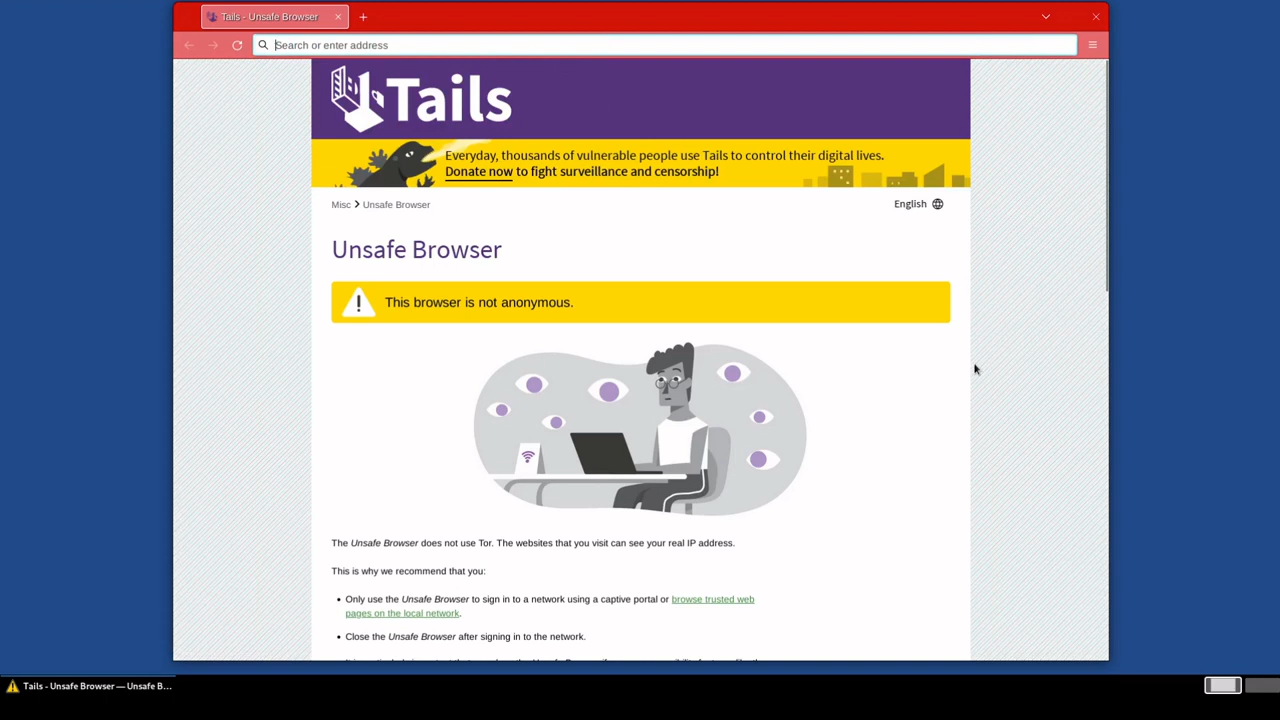 Tails - Unsafe Browser
Search or enter address
Tails
Everyday, thousands of vulnerable people use Tails to control their digital lives.
Donate now to fight surveillance and censorship!
Misc Unsafe Browser
English
Unsafe Browser
This browser is not anonymous.
The Unsafe Browser does not use Tor. The websites that you visit can see your real IP address.
This is why we recommend that you:
• Only use the Unsafe Browser to sign in to a network using a captive portal or browse trusted web
pages on the local network.
• Close the Unsafe Browser after signing in to the network.
Tails - Unsafe Browser — Unsafe B...